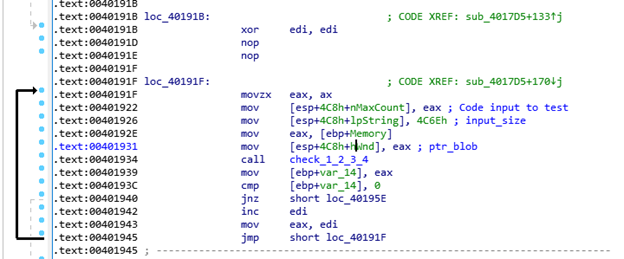 .text:0040191B
.text:0040191B loc_40191B: ; CODE XREF: sub_4017D5+133↑j
.text:0040191B xor edi, edi
.text:0040191D nop
.text:0040191E nop
.text:0040191F
.text:0040191F loc_40191F: ; CODE XREF: sub_4017D5+170↓j
.text:0040191F movzx eax, ax
.text:00401922 mov [esp+4C8h+nMaxCount], eax ; Code input to test
.text:00401926 mov [esp+4C8h+lpString], 4C6Eh ; input_size
.text:0040192E mov eax, [ebp+Memory]
.text:00401931 mov [esp+4C8h+hWnd], eax ; ptr_blob
.text:00401934 call check_1_2_3_4
.text:00401939 mov [ebp+var_14], eax
.text:0040193C cmp [ebp+var_14], 0
.text:00401940 jnz short loc_40195E
.text:00401942 inc edi
.text:00401943 mov eax, edi
.text:00401945 jmp short loc_40191F
.text:00401945 ; ---------------------------------------------------------------------------